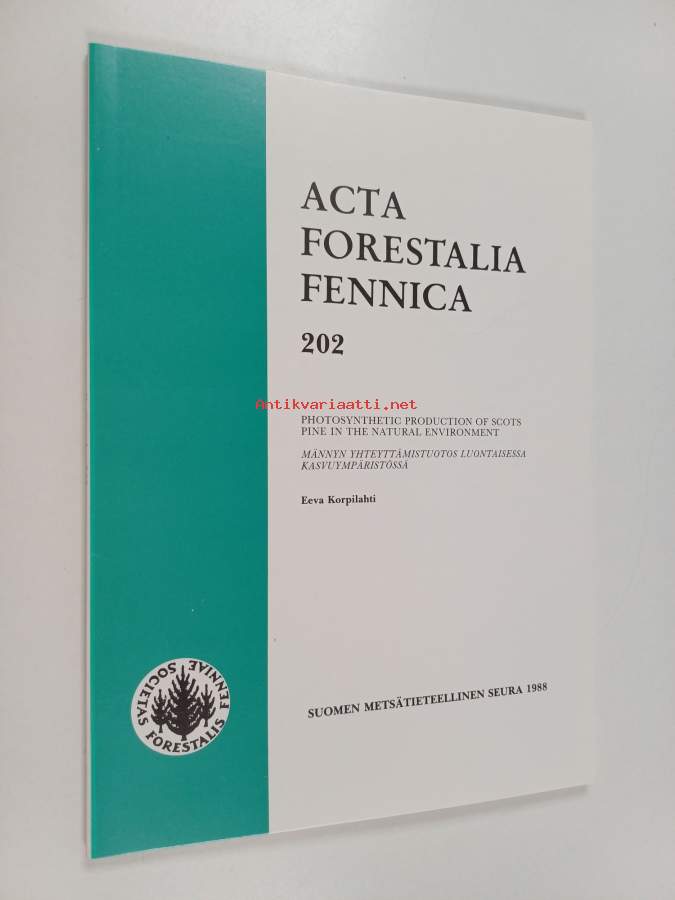 ACTA
FORESTALIA
FENNICA
202
Antikvariaatti.net
PHOTOSYNTHETIC PRODUCTION OF SCOTS
PINE IN THE NATURAL ENVIRONMENT
MÄNNYN YHTEYTTÄMISTUOTOS LUONTAISESSA
KASVUYMPÄRISTÖSSÄ
Eeva Korpilahti
SOCIETAS FORESTALIS FENNIAE
SUOMEN METSÄTIETEELLINEN SEURA 1988